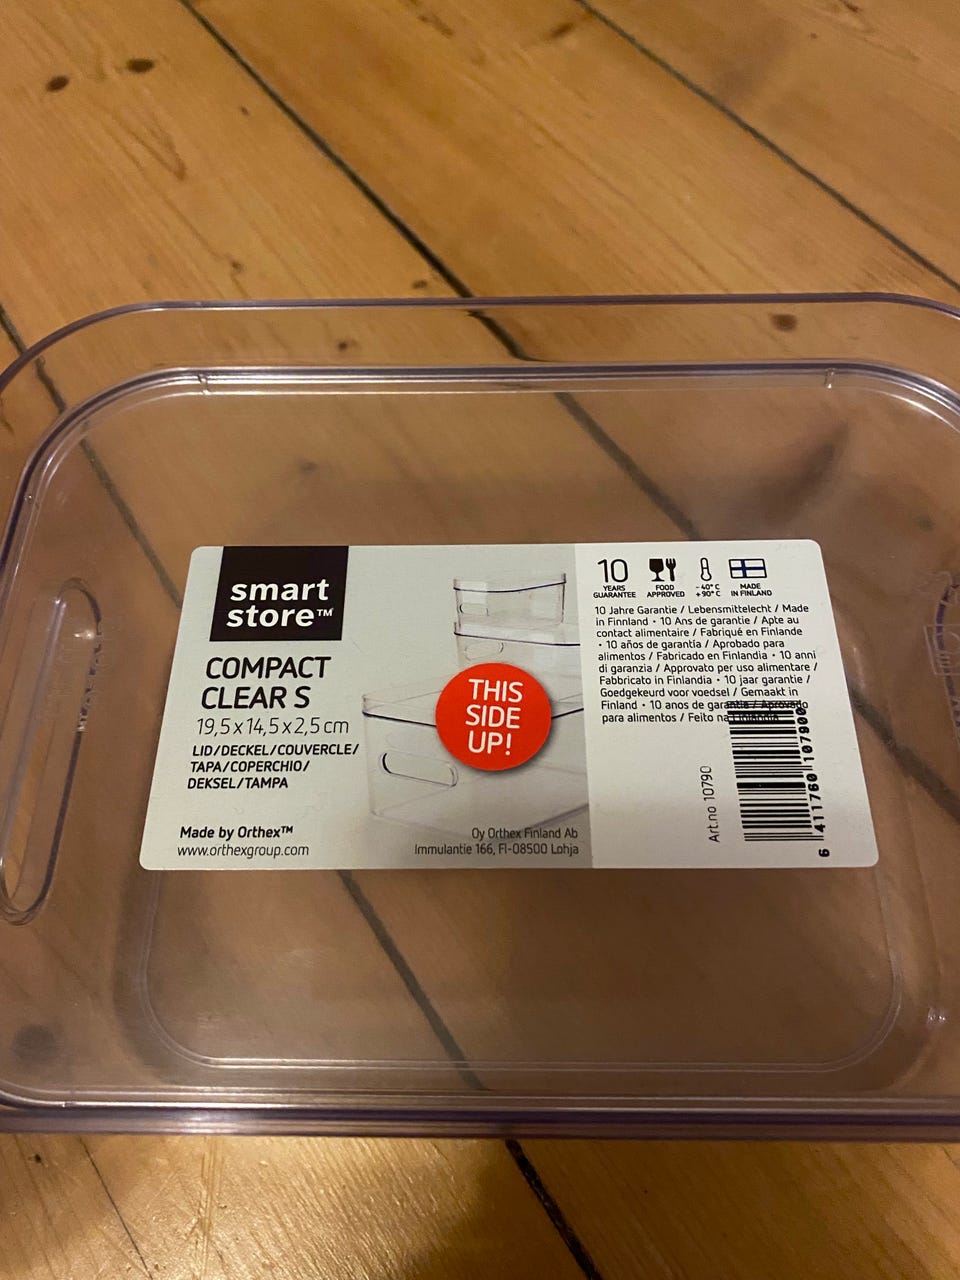 smart
store™
COMPACT
CLEAR S
19,5 x 14,5 x 2,5 cm
LID/DECKEL/COUVERCLE/
TAPA/COPERCHIO/
DEKSEL/TAMPA
Made by Orthex™
www.orthexgroup.com
THIS
SIDE
UP!
Oy Orthex Finland Ab
Immulantie 166, FI-08500 Lohja
10
YEARS
GUARANTEE
FOOD
APPROVED
-40°C
+90°C
MADE
IN FINLAND
10 Jahre Garantie / Lebensmittelecht / Made
in Finnland • 10 Ans de garantie / Apte au
contact alimentaire / Fabriqué en Finlande
• 10 años de garantía / Aprobado para
alimentos / Fabricado en Finlandia • 10 anni
di garanzia / Approvato per uso alimentare /
Fabbricato in Finlandia • 10 jaar garantie /
Goedgekeurd voor voedsel / Gemaakt in
Finland • 10 anos de garantia / Aprovado
para alimentos / Feito na Finlândia
Art.no 10790
6 411760 107900